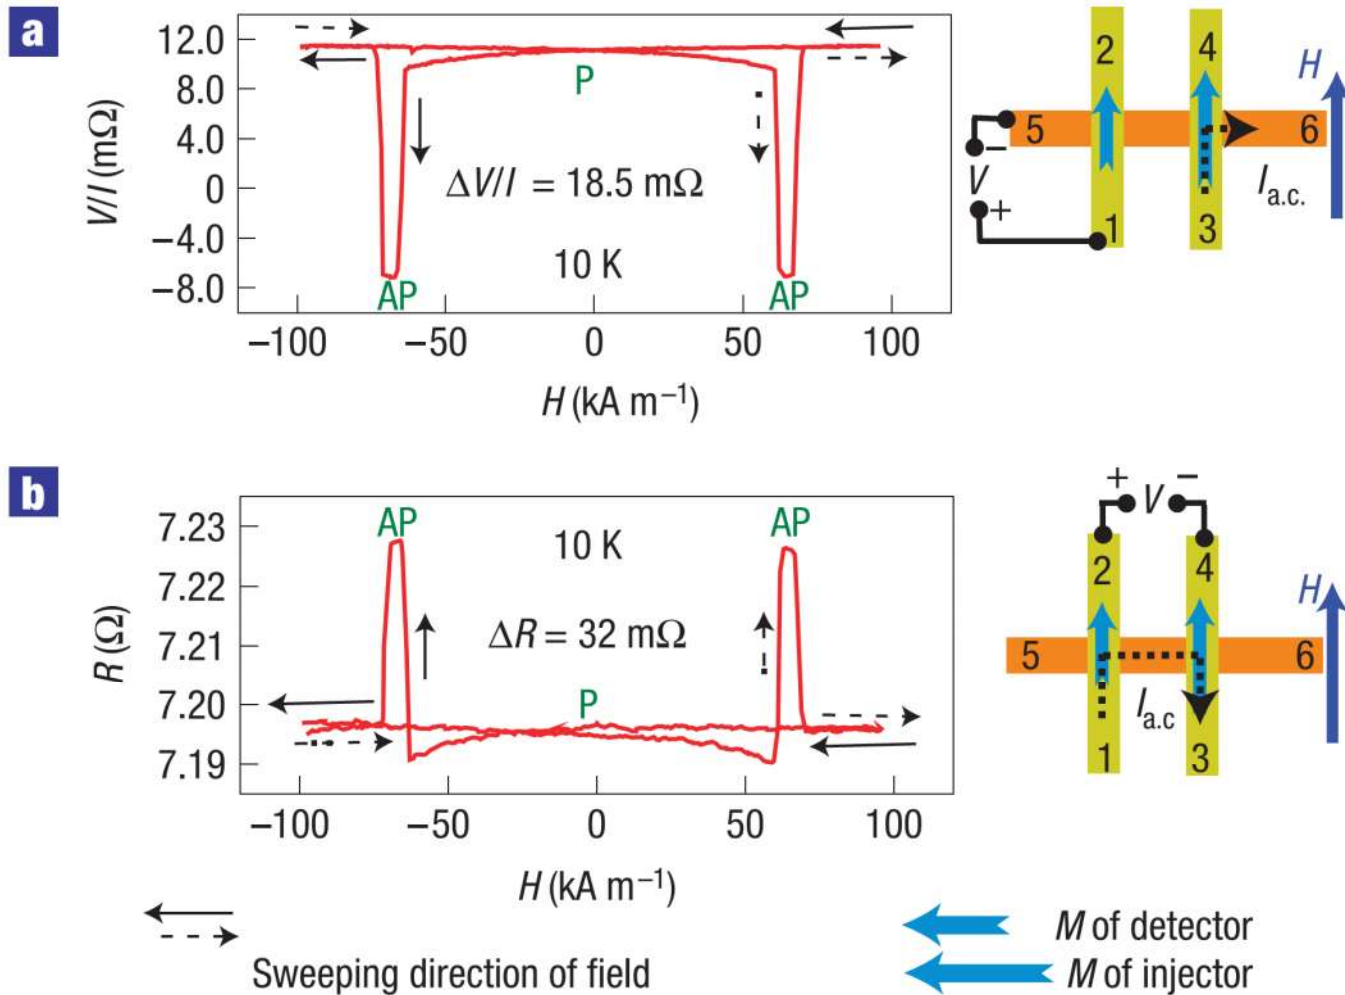 a
12.0
8.0
4.0
0
−4.0
−8.0
V/I (mΩ)
P
ΔV/I = 18.5 mΩ
10 K
AP
AP
−100
−50
0
50
100
H (kA m⁻¹)
2
4
H
5
6
−
V
+
I a.c.
1
3
b
7.23
7.22
7.21
7.20
7.19
R (Ω)
AP
10 K
AP
ΔR = 32 mΩ
P
−100
−50
0
50
100
H (kA m⁻¹)
+ V −
2
4
H
5
6
I a.c
1
3
Sweeping direction of field
M of detector
M of injector